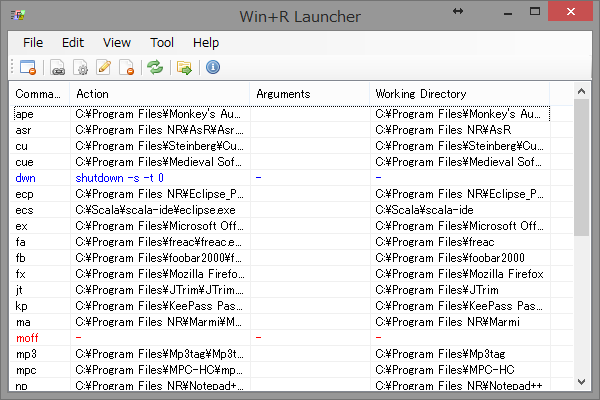 Win+R Launcher
File Edit View Tool Help
Comma... Action Arguments Working Directory
ape C:¥Program Files¥Monkey's Au... C:¥Program Files¥Monkey's Au...
asr C:¥Program Files NR¥AsR¥Asr.... C:¥Program Files NR¥AsR
cu C:¥Program Files¥Steinberg¥Cu... C:¥Program Files¥Steinberg¥Cu...
cue C:¥Program Files¥Medieval Sof... C:¥Program Files¥Medieval Sof...
dwn shutdown -s -t 0 - -
ecp C:¥Program Files NR¥Eclipse_P... C:¥Program Files NR¥Eclipse_P...
ecs C:¥Scala¥scala-ide¥eclipse.exe C:¥Scala¥scala-ide
ex C:¥Program Files¥Microsoft Off... C:¥Program Files¥Microsoft Off...
fa C:¥Program Files¥freac¥freac.e... C:¥Program Files¥freac
fb C:¥Program Files¥foobar2000¥f... C:¥Program Files¥foobar2000
fx C:¥Program Files¥Mozilla Firefo... C:¥Program Files¥Mozilla Firefox
jt C:¥Program Files¥JTrim¥JTrim.... C:¥Program Files¥JTrim
kp C:¥Program Files¥KeePass Pas... C:¥Program Files¥KeePass Pas...
ma C:¥Program Files NR¥Marmi¥M... C:¥Program Files NR¥Marmi
moff - - -
mp3 C:¥Program Files¥Mp3tag¥Mp3t... C:¥Program Files¥Mp3tag
mpc C:¥Program Files¥MPC-HC¥mp... C:¥Program Files¥MPC-HC
np C:¥Program Files NR¥Notepad+... C:¥Program Files NR¥Notepad++